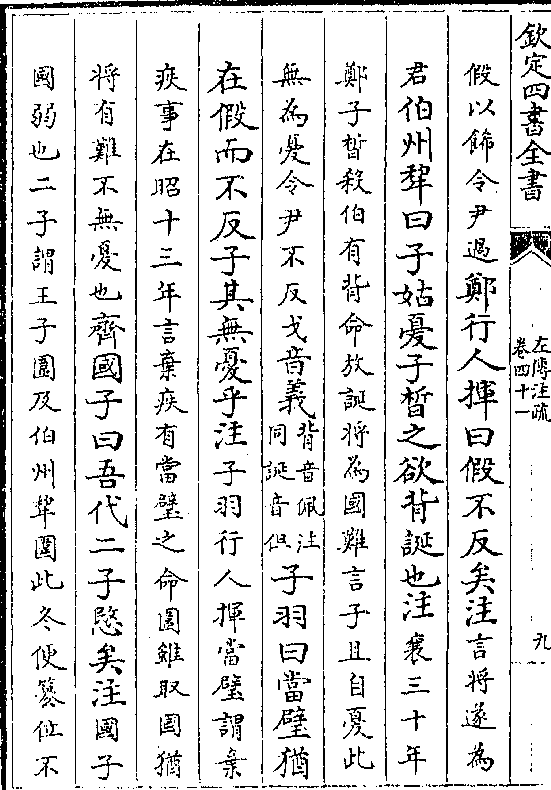 欽定四書全書
左傳注疏
卷四十一
九
假以飾令尹過鄭行人揮曰假不反矣注言將遂為
君伯州犂曰子姑憂子晳之欲背誕也注襄三十年
鄭子晳殺伯有背命放誕將為國難言子且自憂此
無為憂令尹不反戈音義背音佩注同誕音但子羽曰當璧猶
在假而不反子其無憂乎注子羽行人揮當璧謂棄
疾事在昭十三年言棄疾有當璧之命圍雖取國猶
將有難不無憂也齊國子曰吾代二子愍矣注國子
國弱也二子謂王子圍及伯州犂圍此冬便篡位不